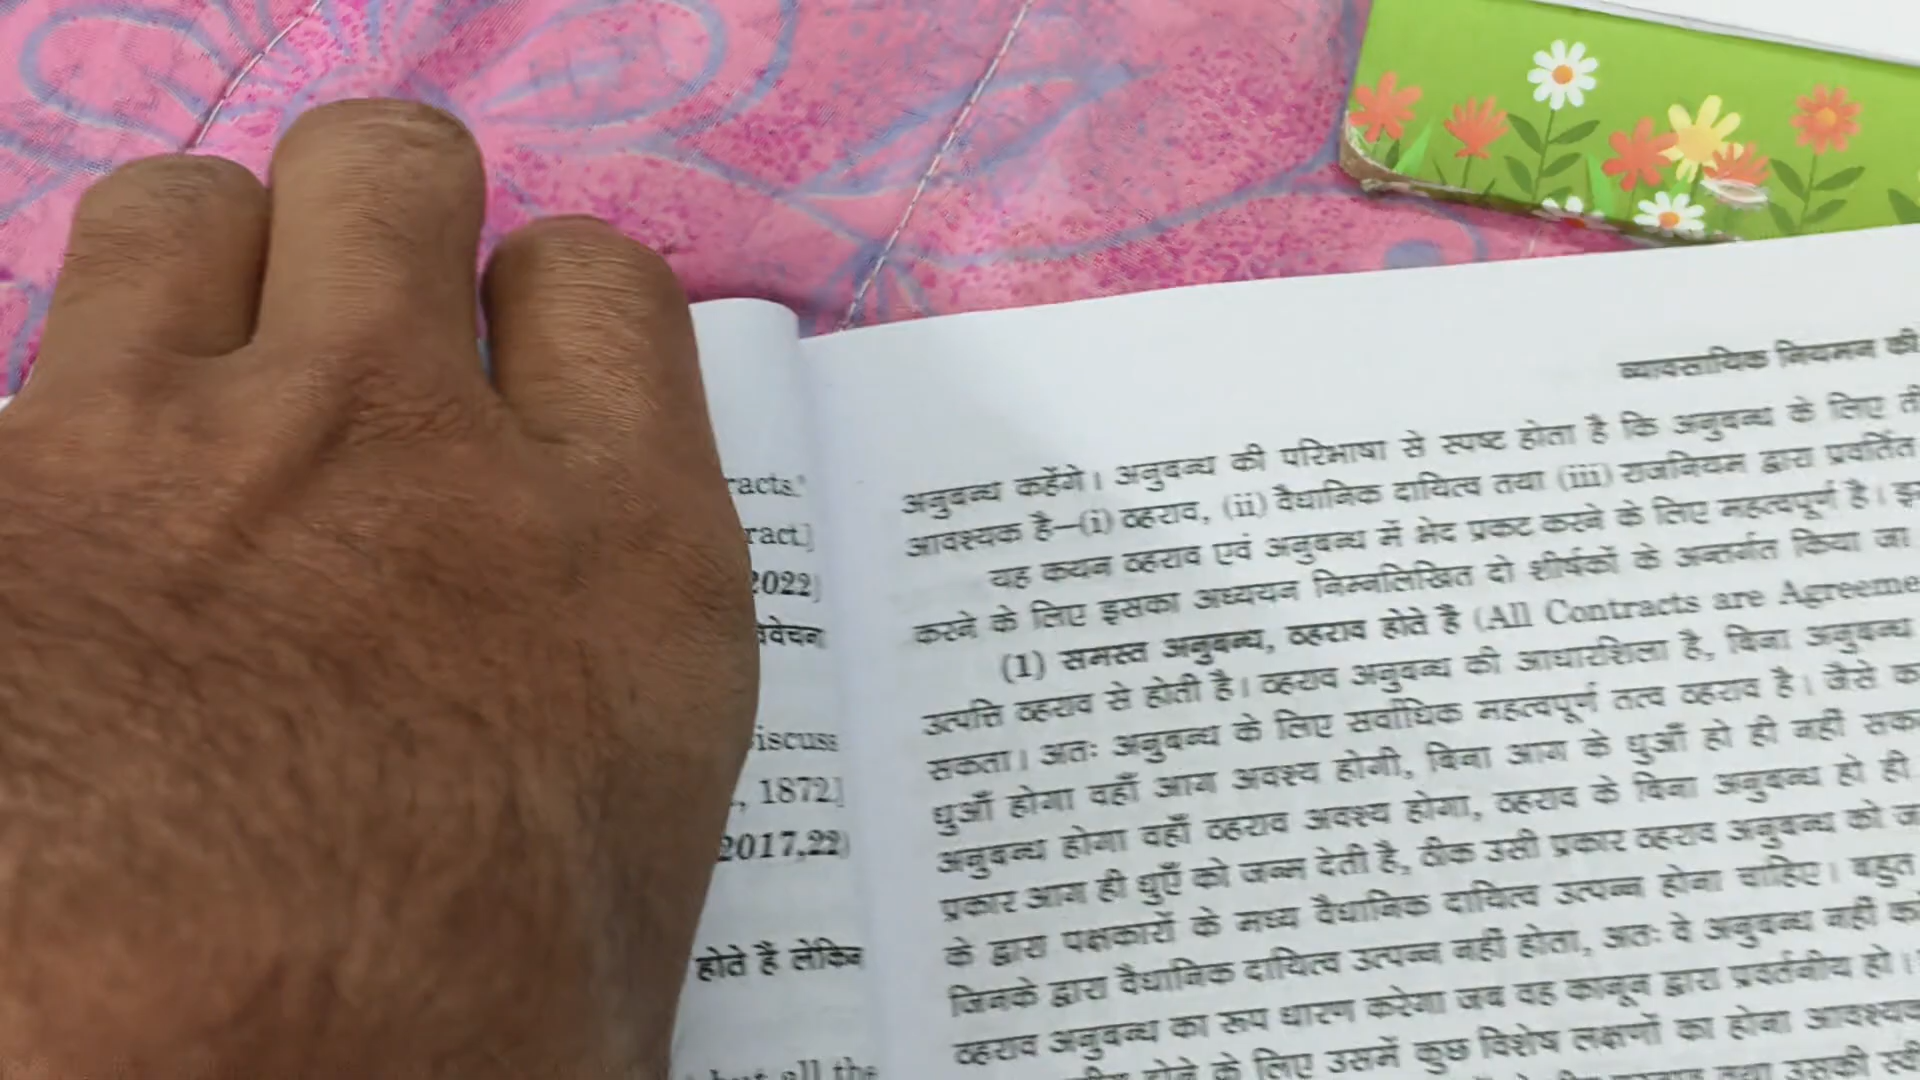 racts.'
ract]
2022]
विवेचन
iscuss
., 1872]
2017,22)
होते है लेकिन
but all the
व्यावसायिक नियमन की
अनुबन्ध कहेंगे। अनुबन्ध की परिभाषा से स्पष्ट होता है कि अनुबन्ध के लिए
आवश्यक है—(i) ठहराव, (ii) वैधानिक दायित्व तथा (iii) राजनियम द्वारा प्रवर्तित
यह कथन ठहराव एवं अनुबन्ध में भेद प्रकट करने के लिए महत्वपूर्ण है।
करने के लिए इसका अध्ययन निम्नलिखित दो शीर्षकों के अन्तर्गत किया जा
(1) समस्त अनुबन्ध, ठहराव होते है (All Contracts are Agreeme
उत्पत्ति ठहराव से होती है। ठहराव अनुबन्ध की आधारशिला है, बिना अनुबन्ध
सकता। अतः अनुबन्ध के लिए सर्वाधिक महत्वपूर्ण तत्व ठहराव है। जैसे
धुआँ होगा वहाँ आग अवश्य होगी, बिना आग के धुआँ हो ही नहीं सक
अनुबन्ध होगा वहाँ ठहराव अवश्य होगा, ठहराव के बिना अनुबन्ध हो ही
प्रकार आग ही धुएँ को जन्म देती है, ठीक उसी प्रकार ठहराव अनुबन्ध को ज
के द्वारा पक्षकारों के मध्य वैधानिक दायित्व उत्पन्न होना चाहिए। बहुत
जिनके द्वारा वैधानिक दायित्व उत्पन्न नहीं होता, अतः वे अनुबन्ध नहीं
ठहराव अनुबन्ध का रूप धारण करेगा जब वह कानून द्वारा प्रवर्तनीय हो।
होने के लिए उसमें कुछ विशेष लक्षणों का होना आवश्यक
तथा उसकी